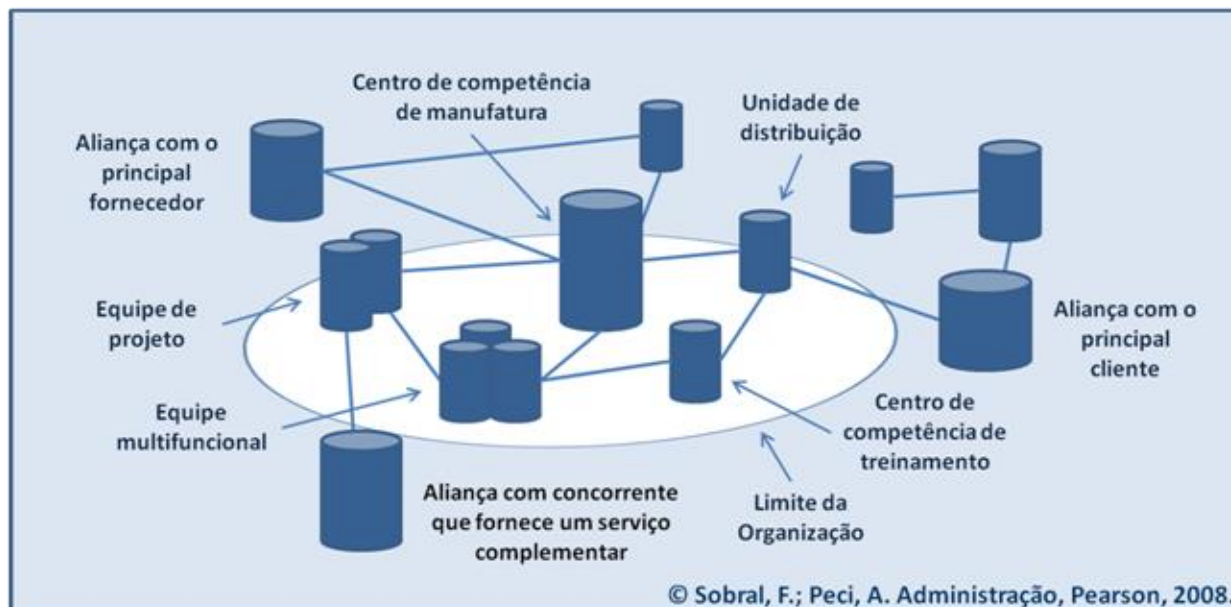 Centro de competência
de manufatura
Unidade de
distribuição
Aliança com o
principal
fornecedor
Equipe de
projeto
Aliança com o
principal
cliente
Equipe
multifuncional
Centro de
competência de
treinamento
Aliança com concorrente
que fornece um serviço
complementar
Limite da
Organização
© Sobral, F.; Peci, A. Administração, Pearson, 2008.